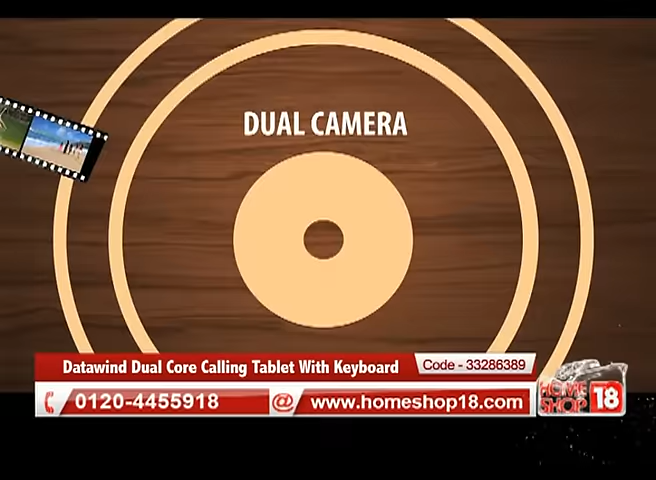 DUAL CAMERA
Datawind Dual Core Calling Tablet With Keyboard
Code - 33286389
0120-4455918
@ www.homeshop18.com
HOME
SHOP 18